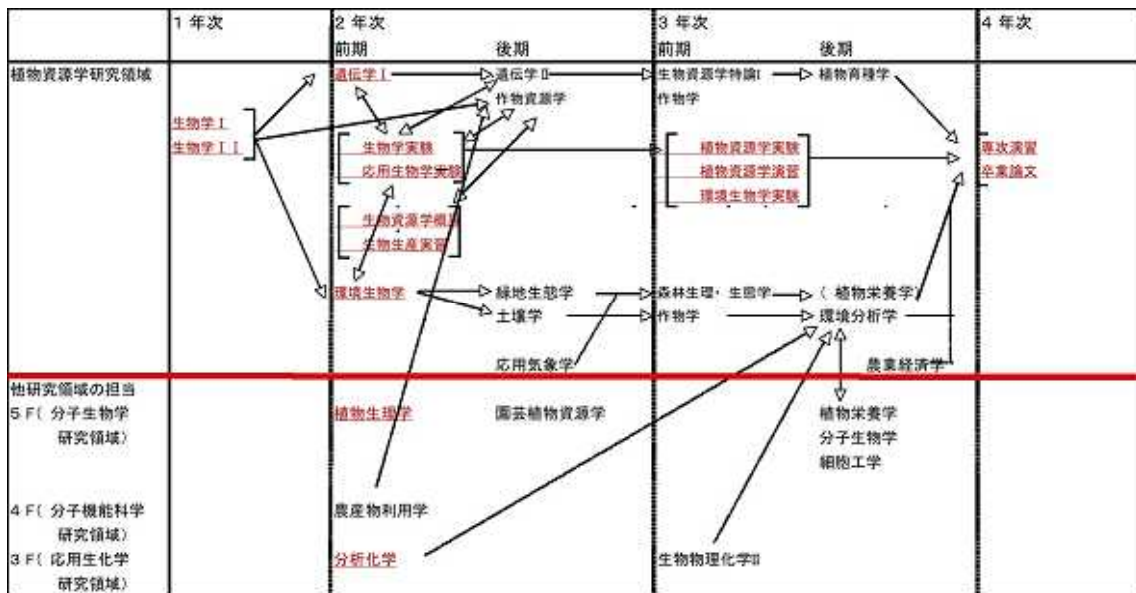 1年次
2年次
3年次
4年次
前期
後期
前期
後期
植物資源学研究領域
遺伝学Ⅰ
遺伝学Ⅱ
生物資源学特論Ⅰ
植物育種学
作物資源学
作物学
生物学Ⅰ
生物学ⅠⅠ
生物学実験
応用生物学実験
植物資源学実験
植物資源学演習
環境生物学実験
専攻演習
卒業論文
生物資源学概
生物生産実習
環境生物学
緑地生態学
森林生理・生態学
(植物栄養学)
土壌学
作物学
環境分析学
応用気象学
農業経済学
他研究領域の担当
5F(分子生物学
研究領域)
植物生理学
園芸植物資源学
植物栄養学
分子生物学
細胞工学
4F(分子機能科学
研究領域)
農産物利用学
3F(応用生化学
研究領域)
分析化学
生物物理化学Ⅱ